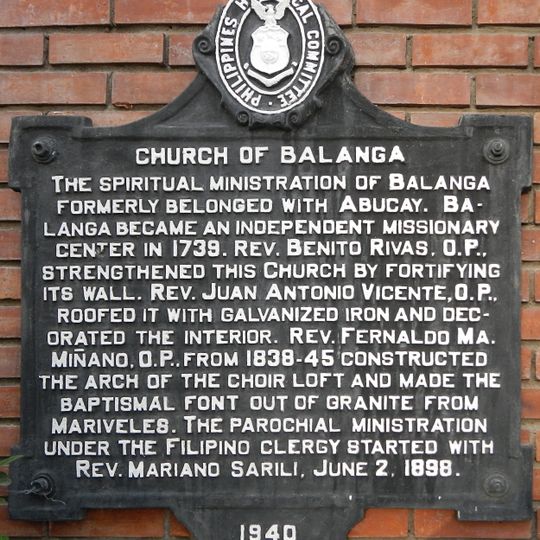 PHILIPPINES HISTORICAL COMMITTEE
CHURCH OF BALANGA
THE SPIRITUAL MINISTRATION OF BALANGA
FORMERLY BELONGED WITH ABUCAY. BA-
LANGA BECAME AN INDEPENDENT MISSIONARY
CENTER IN 1739. REV. BENITO RIVAS, O.P.,
STRENGTHENED THIS CHURCH BY FORTIFYING
ITS WALL. REV. JUAN ANTONIO VICENTE, O.P.,
ROOFED IT WITH GALVANIZED IRON AND DEC-
ORATED THE INTERIOR. REV. FERNALDO MA.
MIÑANO, O.P., FROM 1838-45 CONSTRUCTED
THE ARCH OF THE CHOIR LOFT AND MADE THE
BAPTISMAL FONT OUT OF GRANITE FROM
MARIVELES. THE PAROCHIAL MINISTRATION
UNDER THE FILIPINO CLERGY STARTED WITH
REV. MARIANO SARILI, JUNE 2, 1898.
1940